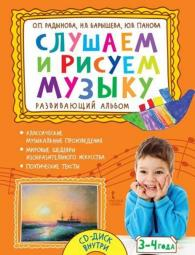 О.П. РАДЫНОВА, Н.В. БАРЫШЕВА, Ю.В. ПАНОВА
СЛУШАЕМ
И РИСУЕМ
МУЗЫКУ
РАЗВИВАЮЩИЙ АЛЬБОМ
• КЛАССИЧЕСКИЕ
МУЗЫКАЛЬНЫЕ ПРОИЗВЕДЕНИЯ
• МИРОВЫЕ ШЕДЕВРЫ
ИЗОБРАЗИТЕЛЬНОГО ИСКУССТВА
• ПОЭТИЧЕСКИЕ ТЕКСТЫ
3–4 ГОДА
CD-ДИСК
ВНУТРИ